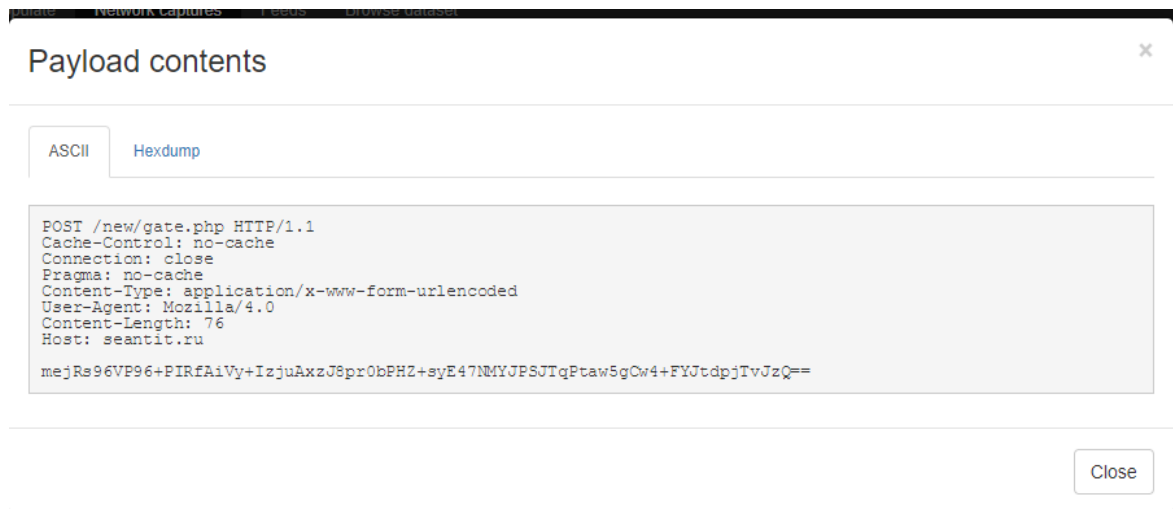 Network captures
Feeds
Browse dataset
Payload contents
×
ASCII
Hexdump
POST /new/gate.php HTTP/1.1
Cache-Control: no-cache
Connection: close
Pragma: no-cache
Content-Type: application/x-www-form-urlencoded
User-Agent: Mozilla/4.0
Content-Length: 76
Host: seantit.ru
mejRs96VP96+PIRfAiVy+IzjuAxzJ8pr0bPHZ+syE47NMYJPSJTqPtaw5gCw4+FYJtdpjTvJzQ==
Close